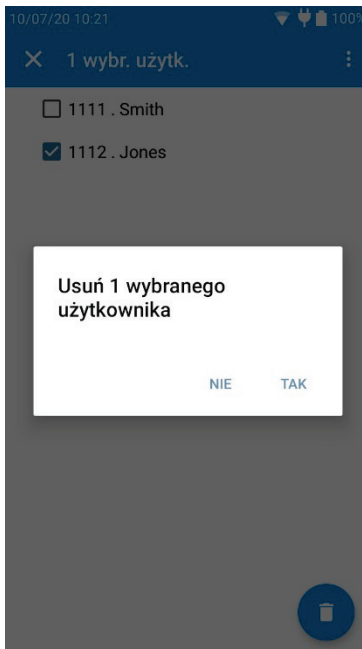 10/07/20 10:21 100%
1 wybr. użytk.
1111 . Smith
1112 . Jones
Usuń 1 wybranego
użytkownika
NIE TAK